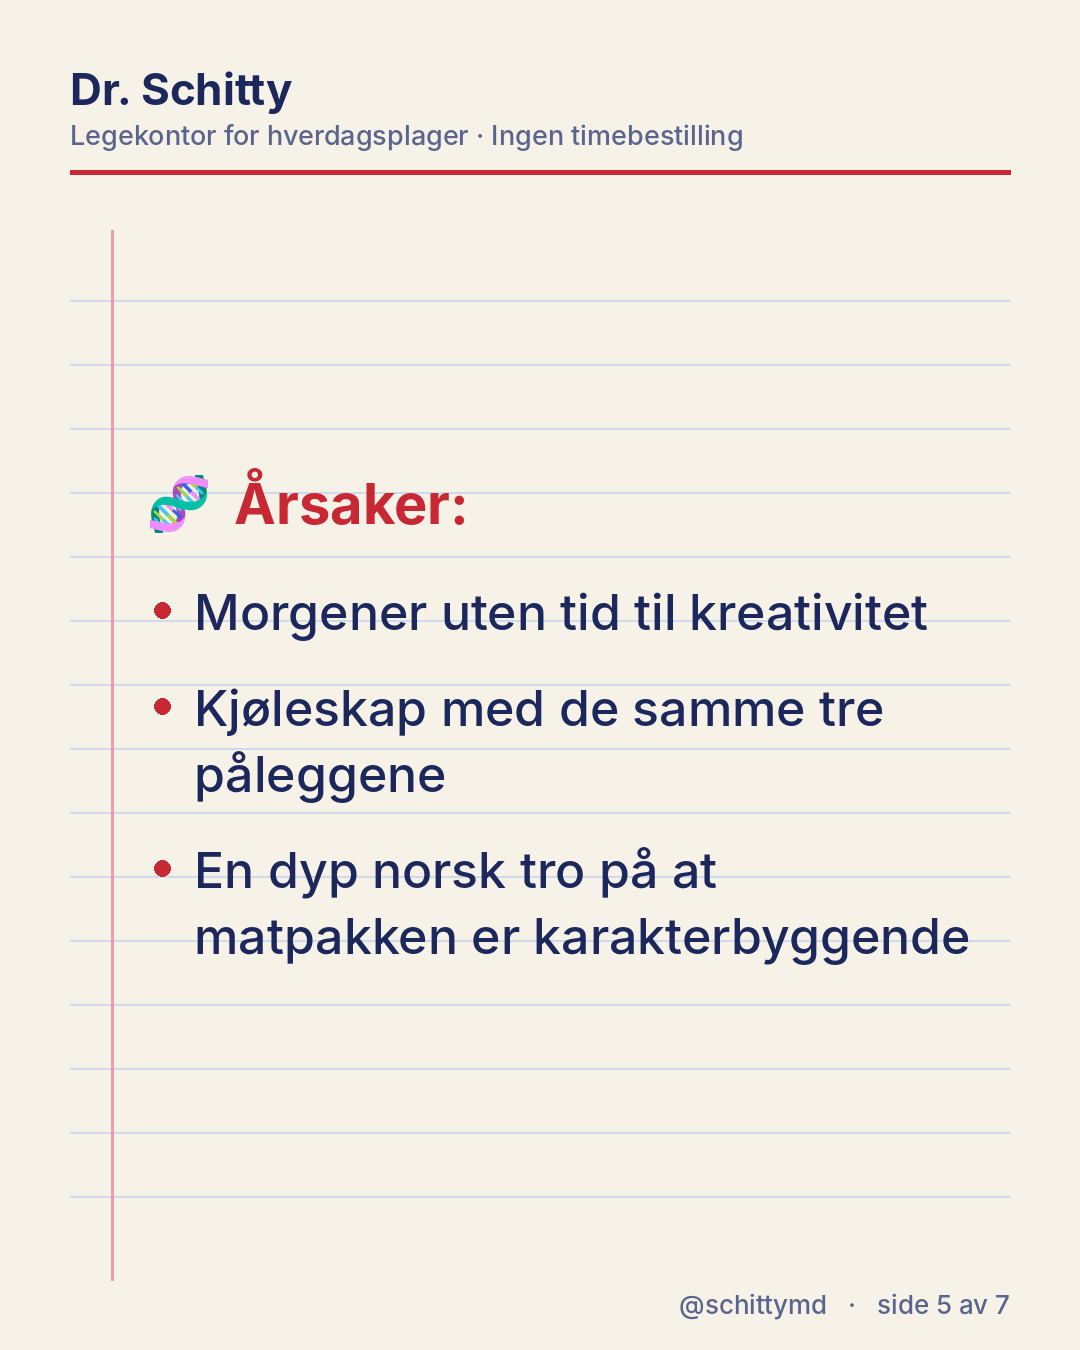 Dr. Schitty
Legekontor for hverdagsplager · Ingen timebestilling
🧬 Årsaker:
• Morgener uten tid til kreativitet
• Kjøleskap med de samme tre
påleggene
• En dyp norsk tro på at
matpakken er karakterbyggende
@schittymd · side 5 av 7